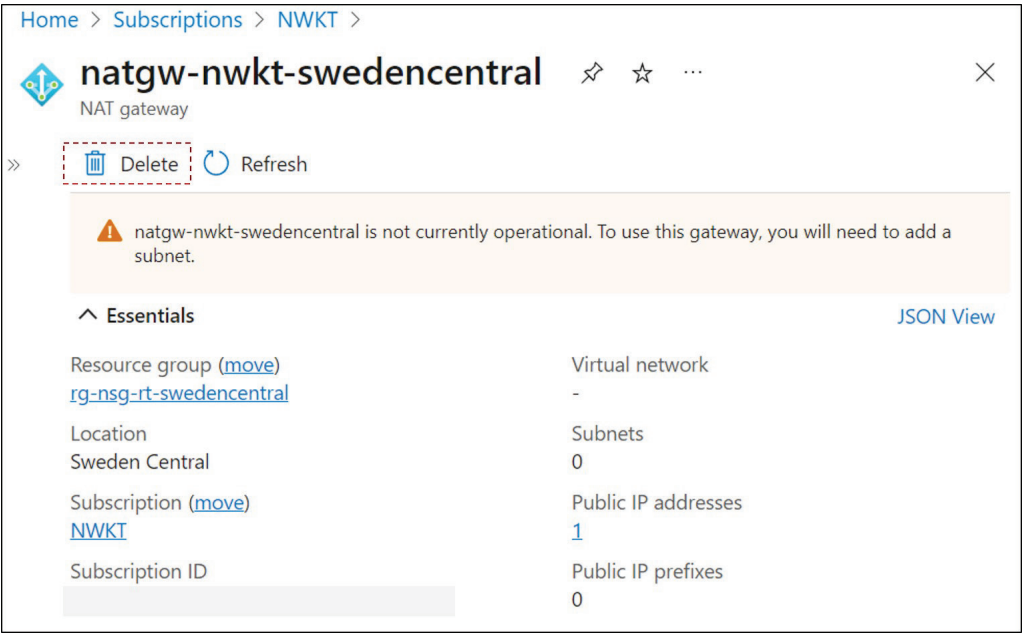 Home > Subscriptions > NWKT >
natgw-nwkt-swedencentral
NAT gateway
Delete Refresh
natgw-nwkt-swedencentral is not currently operational. To use this gateway, you will need to add a
subnet.
Essentials
JSON View
Resource group (move)
rg-nsg-rt-swedencentral
Location
Sweden Central
Subscription (move)
NWKT
Subscription ID
Virtual network
-
Subnets
0
Public IP addresses
1
Public IP prefixes
0